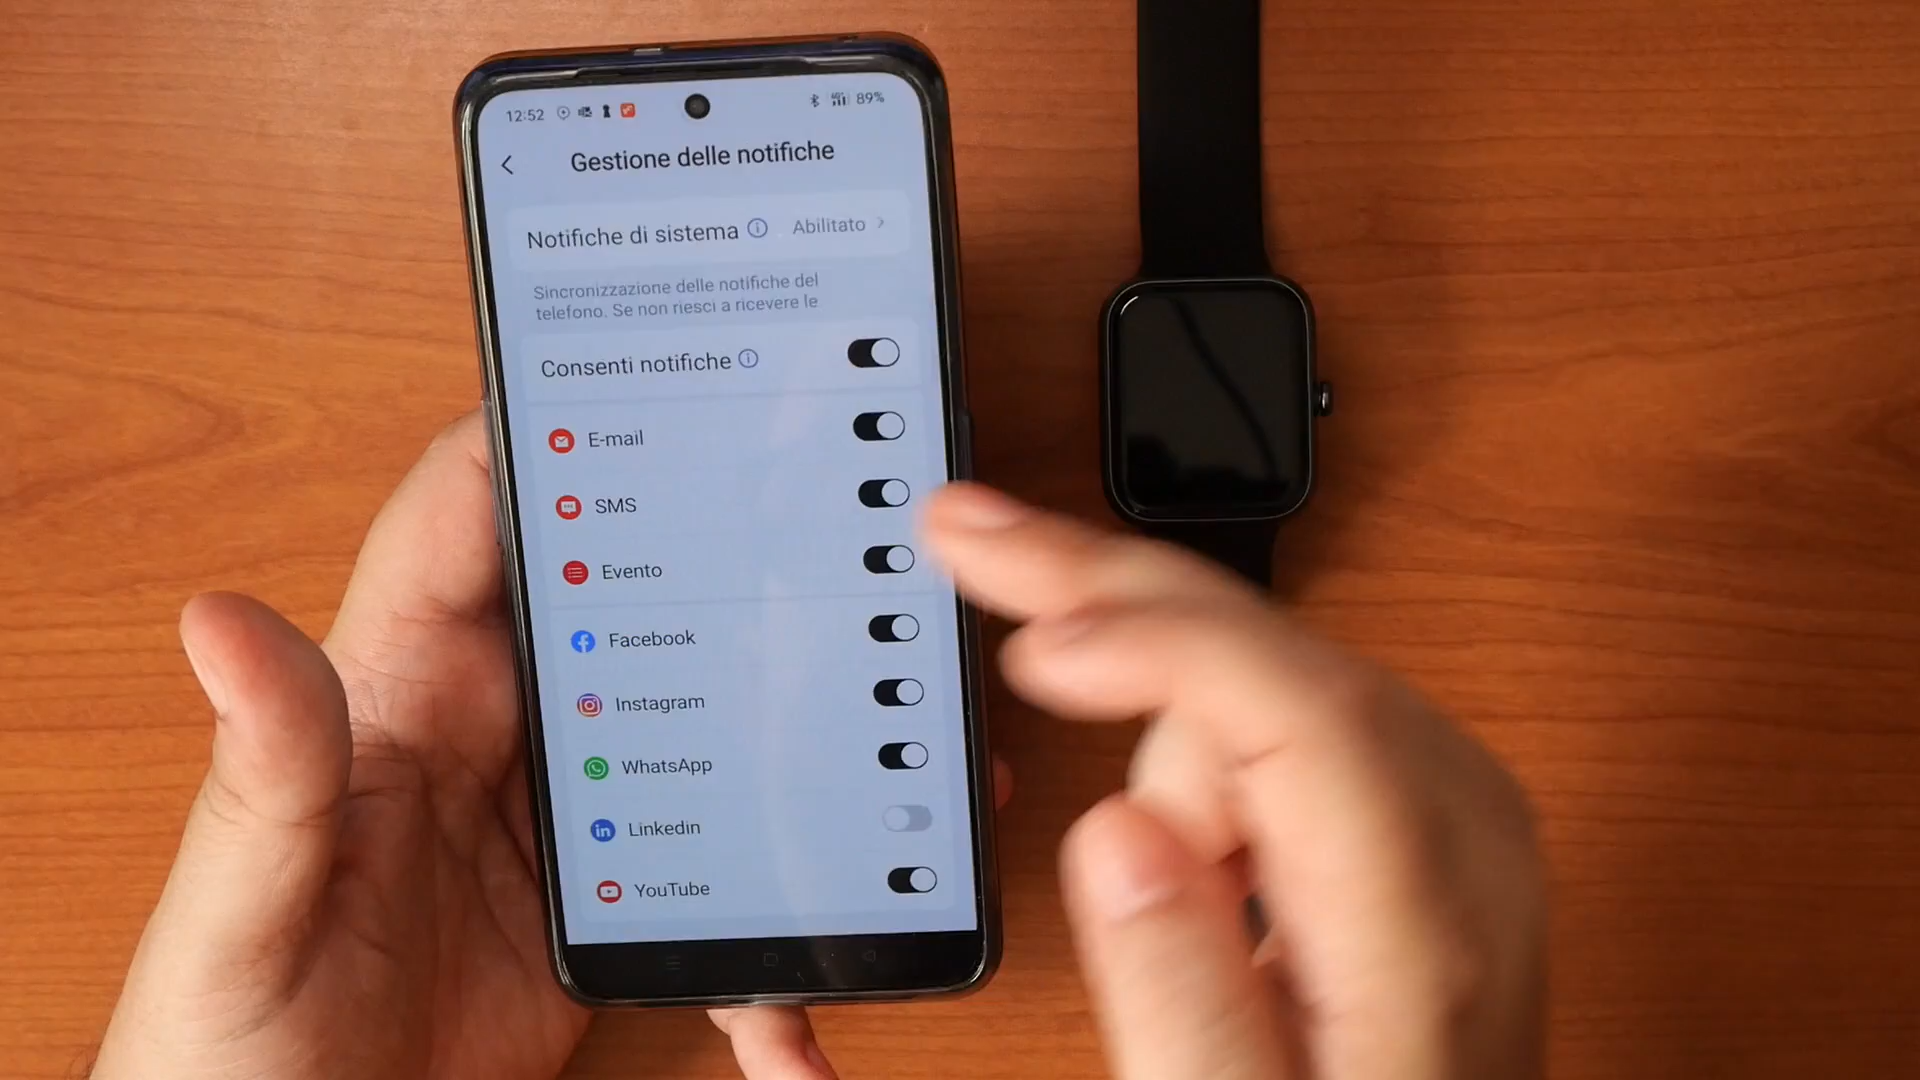 12:52
89%
Gestione delle notifiche
Notifiche di sistema
Abilitato
Sincronizzazione delle notifiche del
telefono. Se non riesci a ricevere le
Consenti notifiche
E-mail
SMS
Evento
Facebook
Instagram
WhatsApp
Linkedin
YouTube